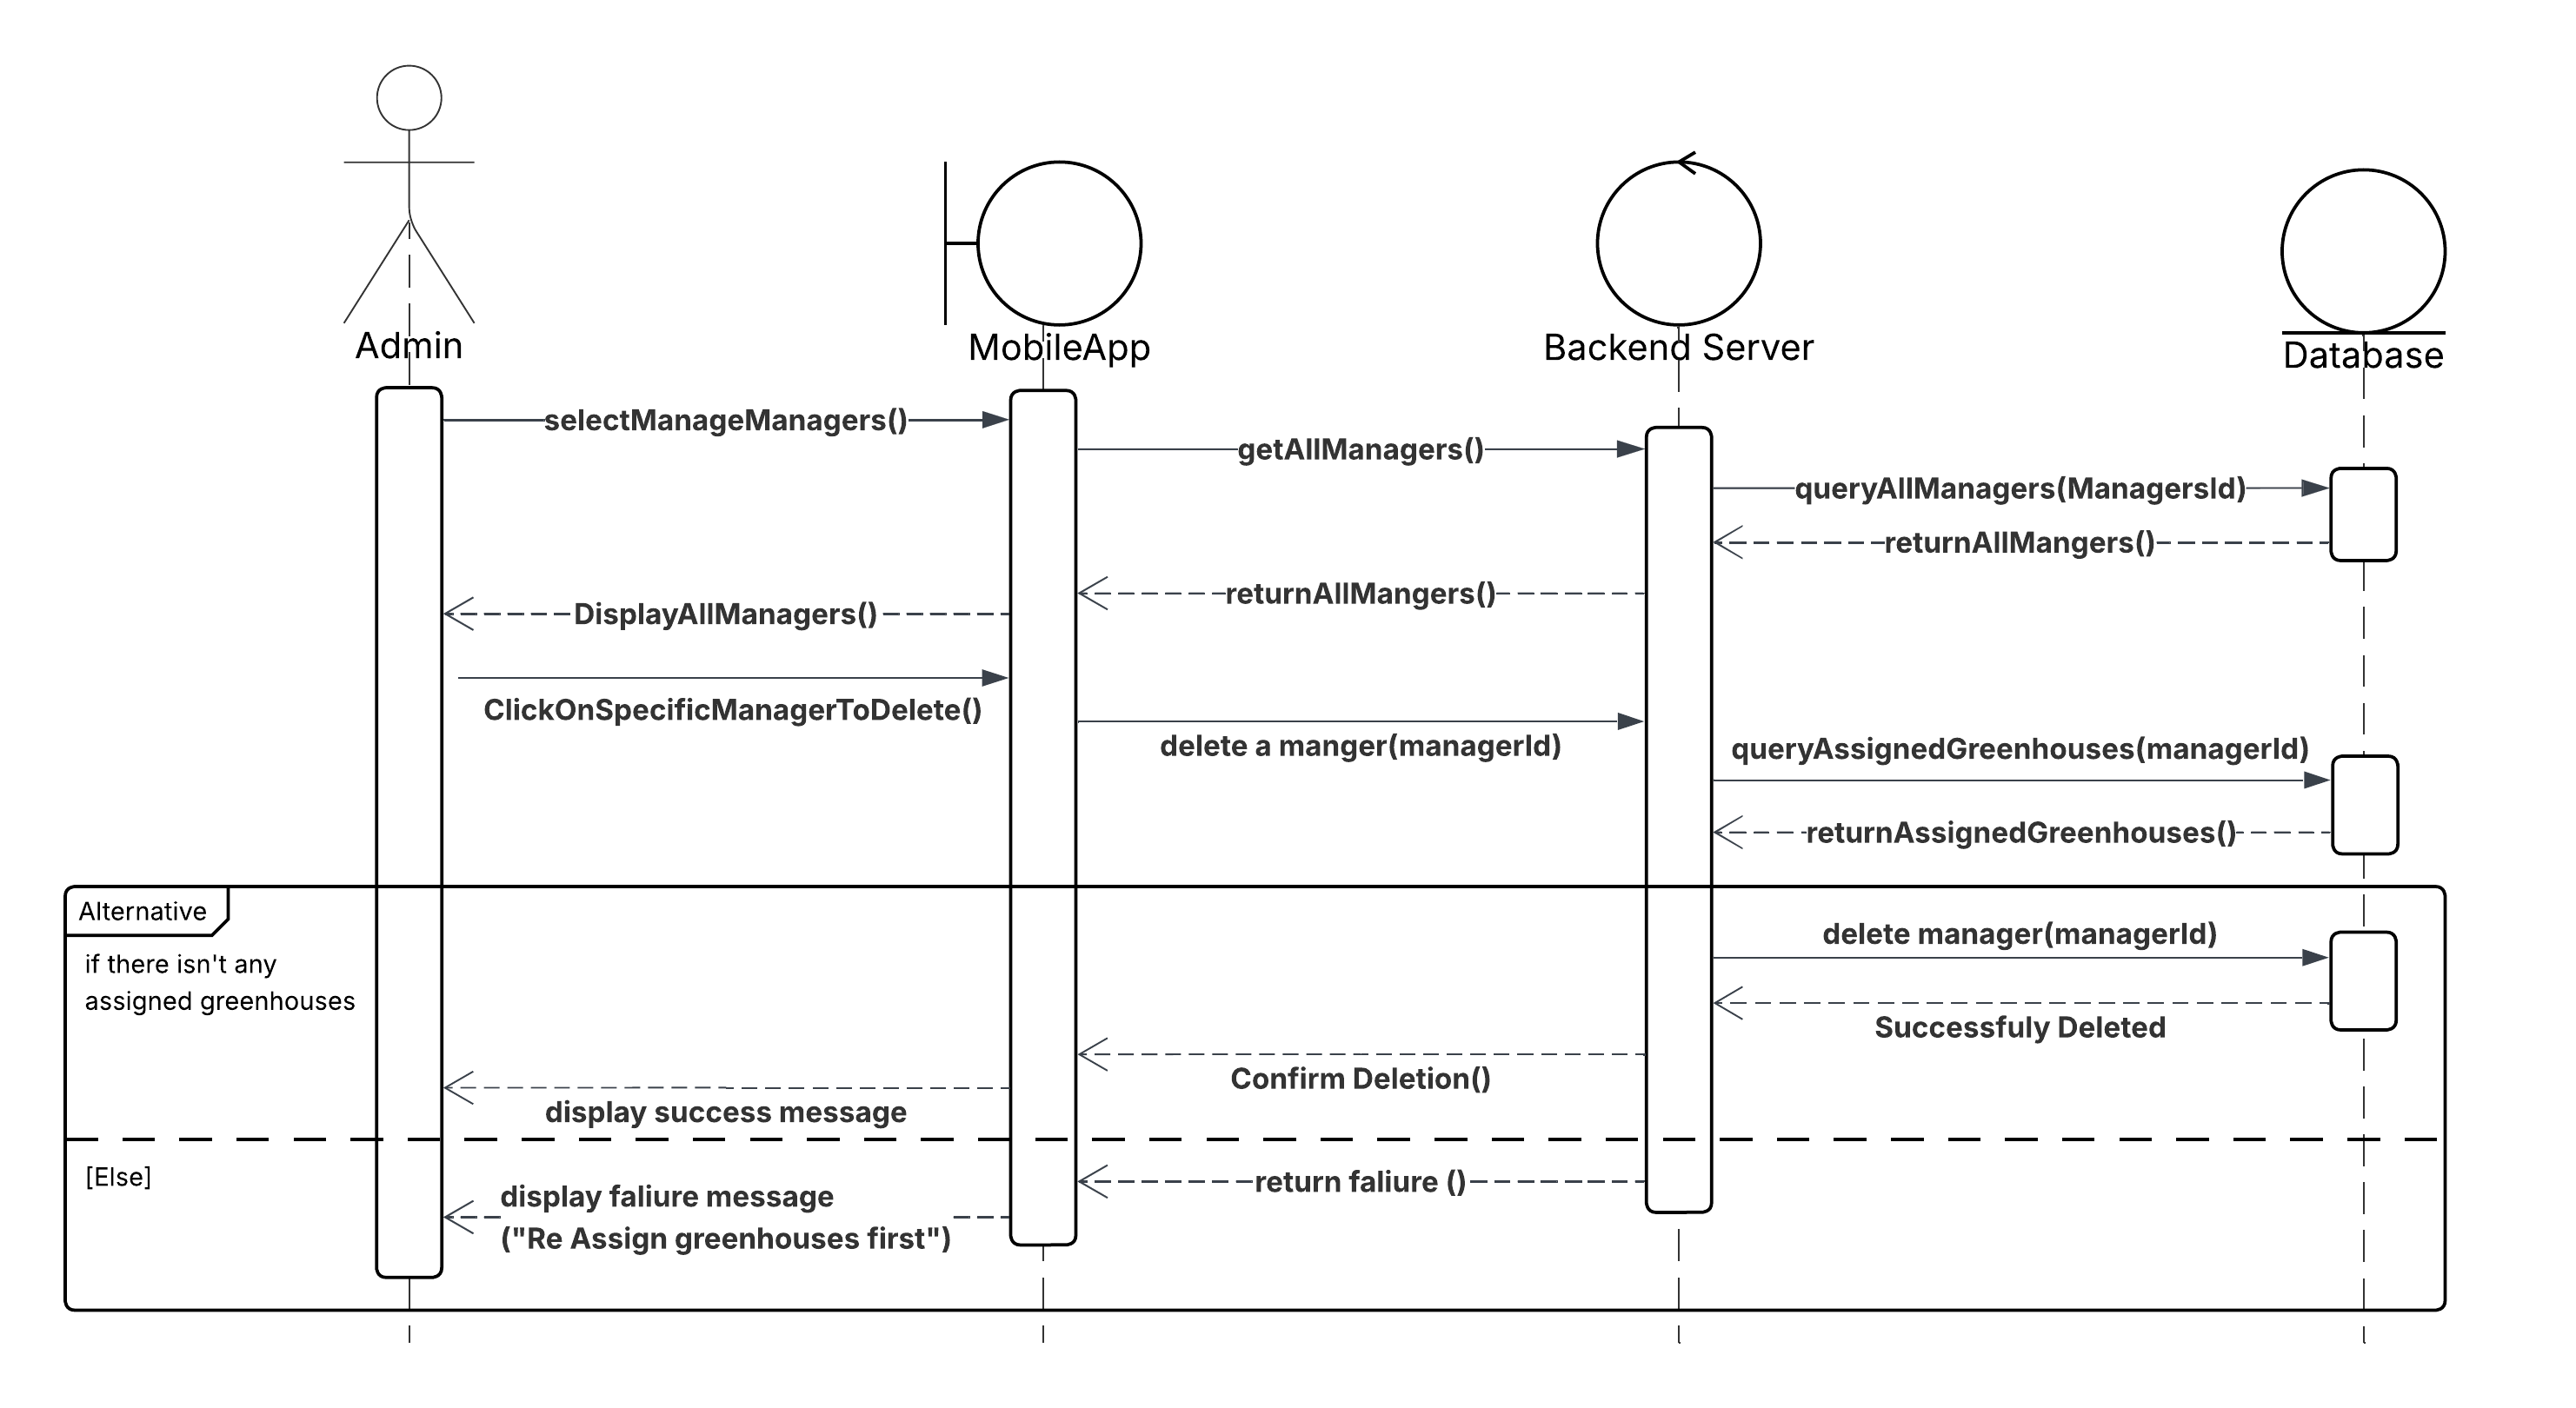 Admin
MobileApp
Backend Server
Database
selectManageManagers()
getAllManagers()
queryAllManagers(ManagersId)
returnAllMangers()
returnAllMangers()
DisplayAllManagers()
ClickOnSpecificManagerToDelete()
delete a manger(managerId)
queryAssignedGreenhouses(managerId)
returnAssignedGreenhouses()
Alternative
if there isn't any
assigned greenhouses
delete manager(managerId)
Successfuly Deleted
Confirm Deletion()
display success message
[Else]
return faliure ()
display faliure message
("Re Assign greenhouses first")